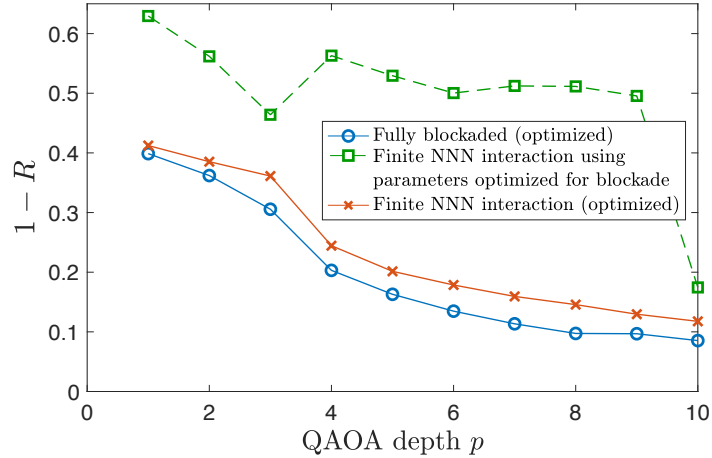 0.6
0.5
0.4
0.3
0.2
0.1
0
1 − R
Fully blockaded (optimized)
Finite NNN interaction using
parameters optimized for blockade
Finite NNN interaction (optimized)
0 2 4 6 8 10
QAOA depth p